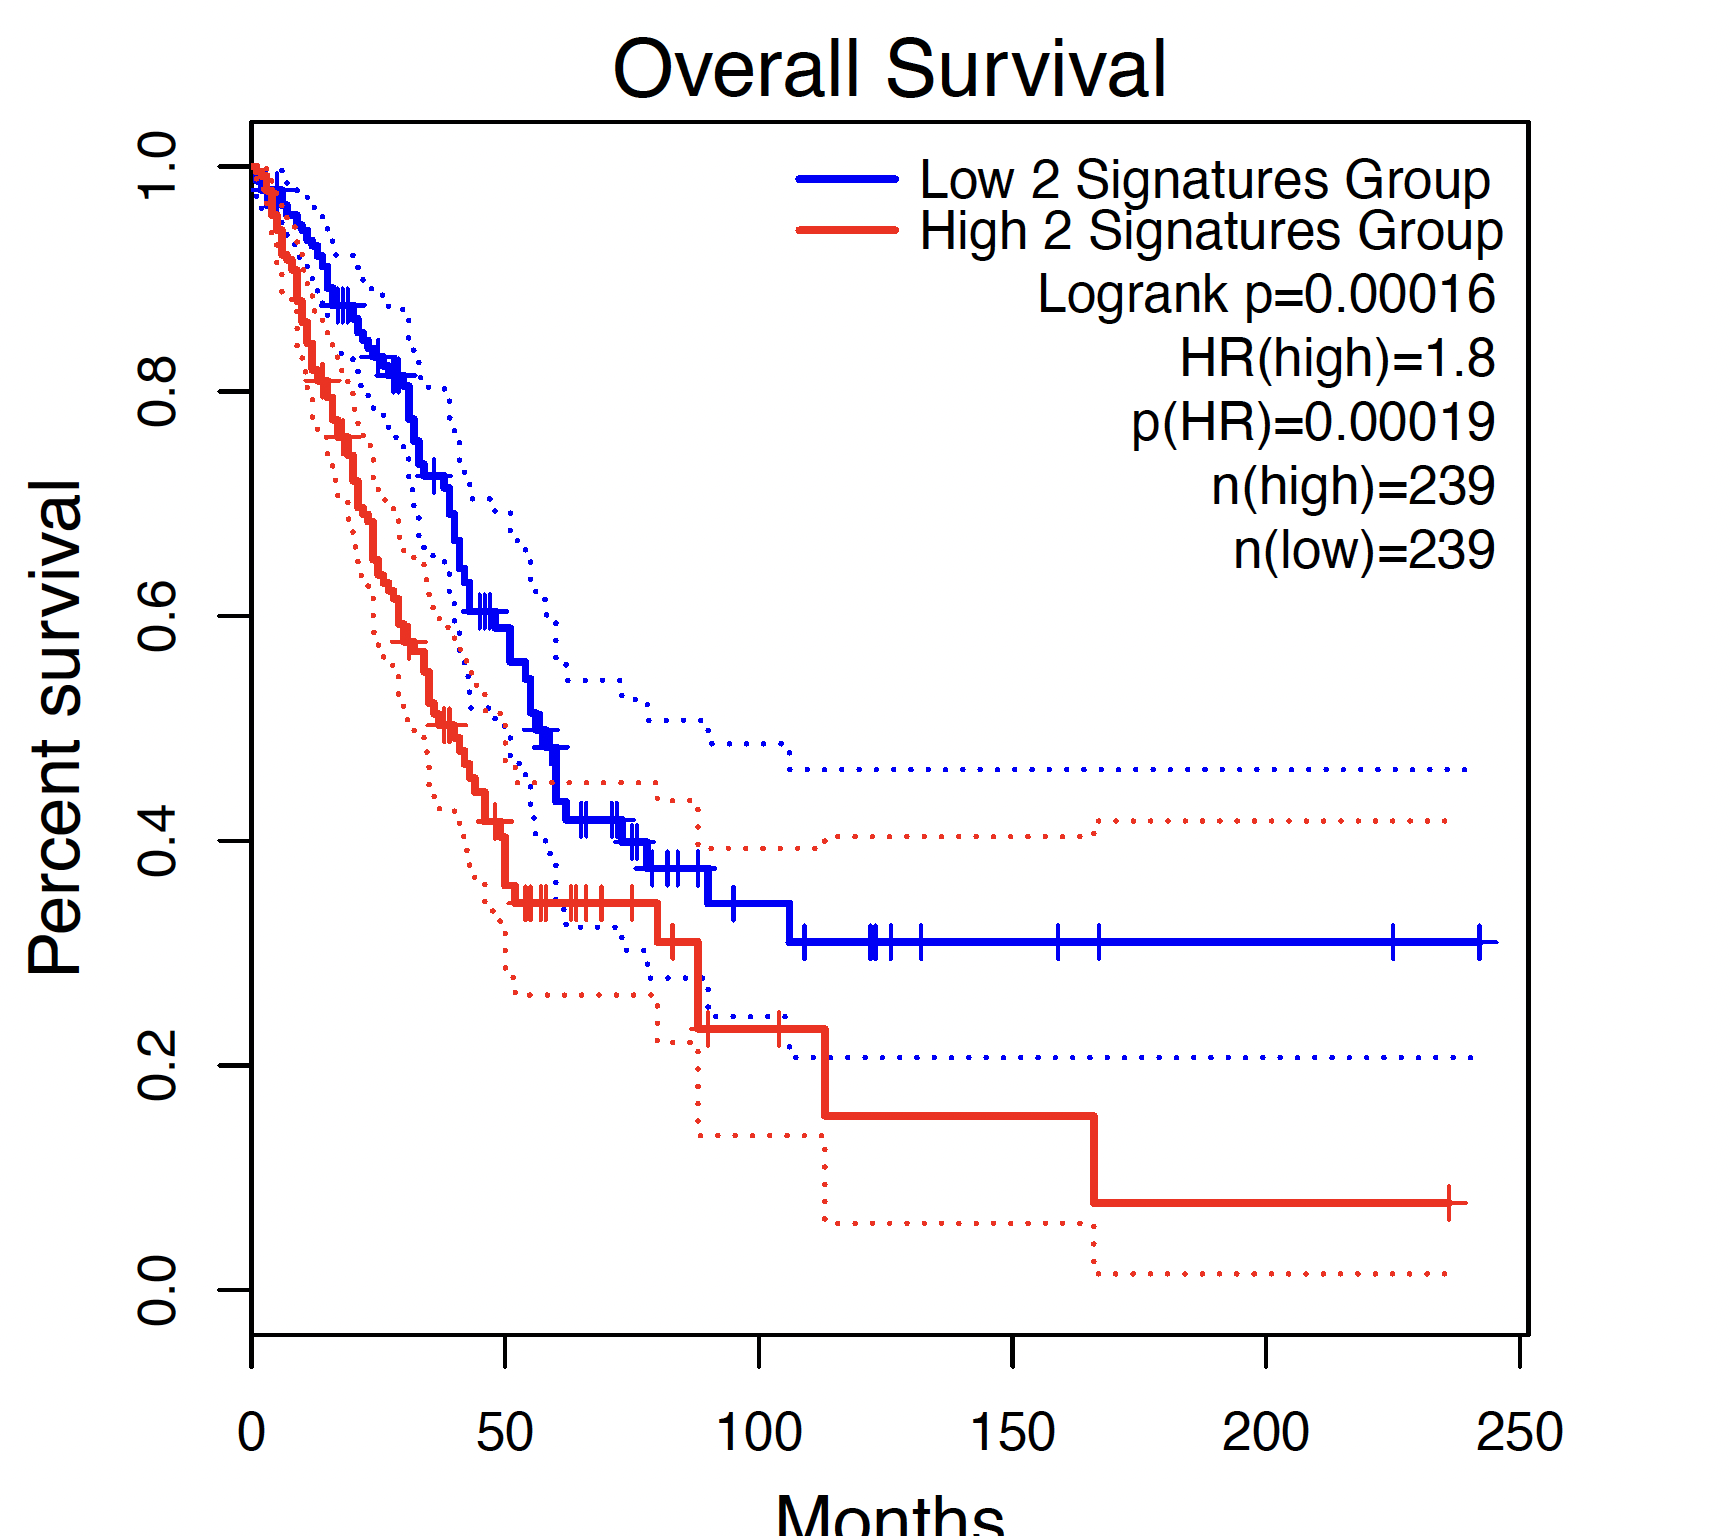 Overall Survival
Low 2 Signatures Group
High 2 Signatures Group
Logrank p=0.00016
HR(high)=1.8
p(HR)=0.00019
n(high)=239
n(low)=239
Percent survival
1.0
0.8
0.6
0.4
0.2
0.0
0 50 100 150 200 250
Months